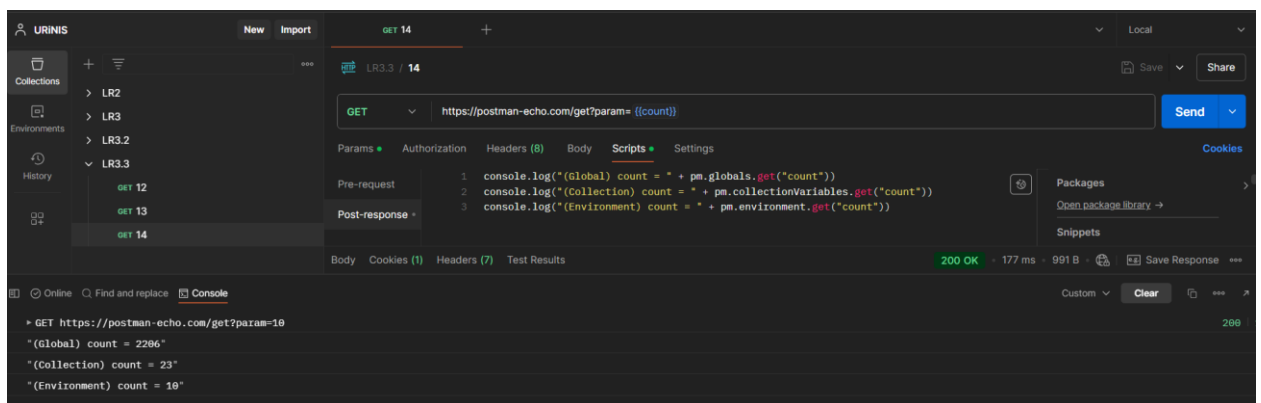 URiNIS New Import GET 14 Local
Collections
Environments
History
LR2
LR3
LR3.2
LR3.3
GET 12
GET 13
GET 14
HTTP LR3.3 / 14 Save Share
GET https://postman-echo.com/get?param= {{count}} Send
Params Authorization Headers (8) Body Scripts Settings Cookies
Pre-request
Post-response
1 console.log("(Global) count = " + pm.globals.get("count"))
2 console.log("(Collection) count = " + pm.collectionVariables.get("count"))
3 console.log("(Environment) count = " + pm.environment.get("count"))
Packages
Open package library →
Snippets
Body Cookies (1) Headers (7) Test Results 200 OK • 177 ms • 991 B • Save Response
Online Find and replace Console Custom Clear
GET https://postman-echo.com/get?param=10 200
"(Global) count = 2206"
"(Collection) count = 23"
"(Environment) count = 10"